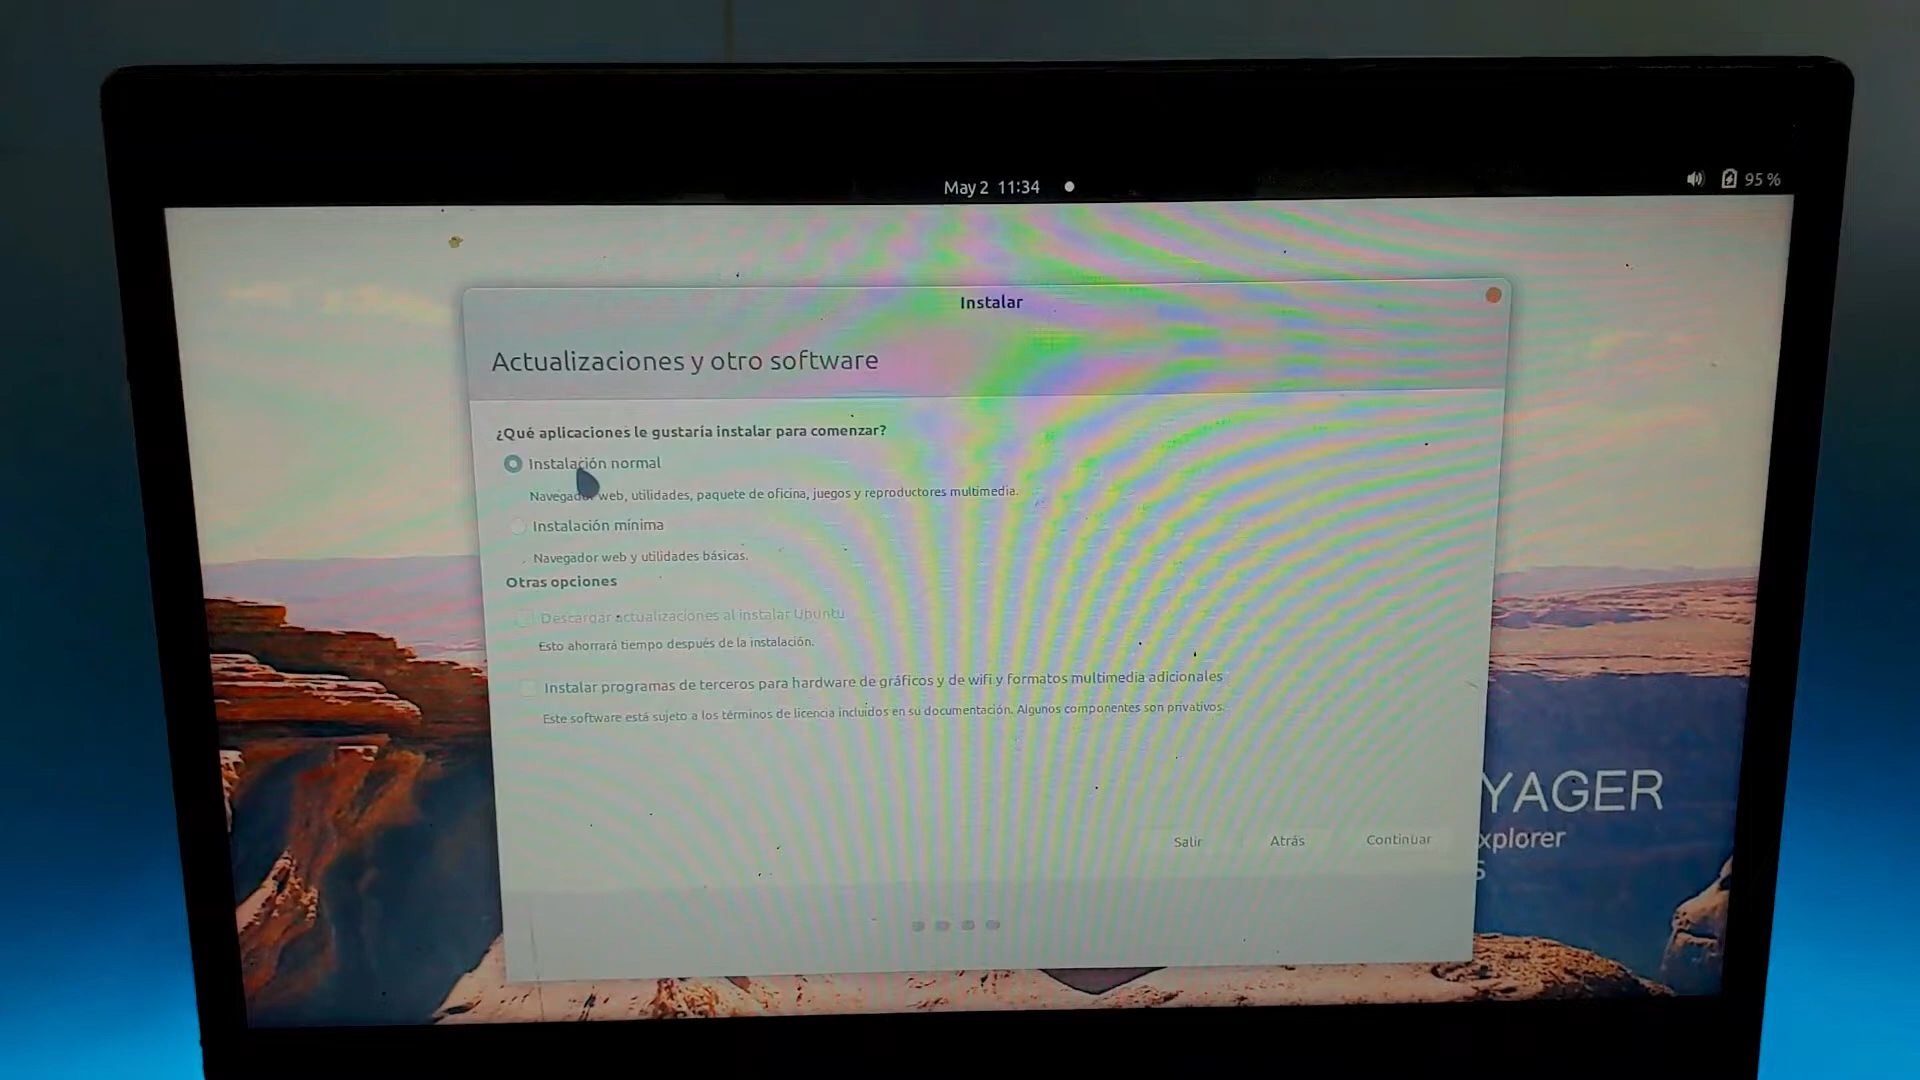 May 2 11:34
95 %
Instalar
Actualizaciones y otro software
¿Qué aplicaciones le gustaría instalar para comenzar?
Instalación normal
Navegador web, utilidades, paquete de oficina, juegos y reproductores multimedia.
Instalación mínima
Navegador web y utilidades básicas.
Otras opciones
Descargar actualizaciones al instalar Ubuntu
Esto ahorrará tiempo después de la instalación.
Instalar programas de terceros para hardware de gráficos y de wifi y formatos multimedia adicionales
Este software está sujeto a los términos de licencia incluidos en su documentación. Algunos componentes son privativos.
YAGER
xplorer
S
Salir
Atrás
Continuar